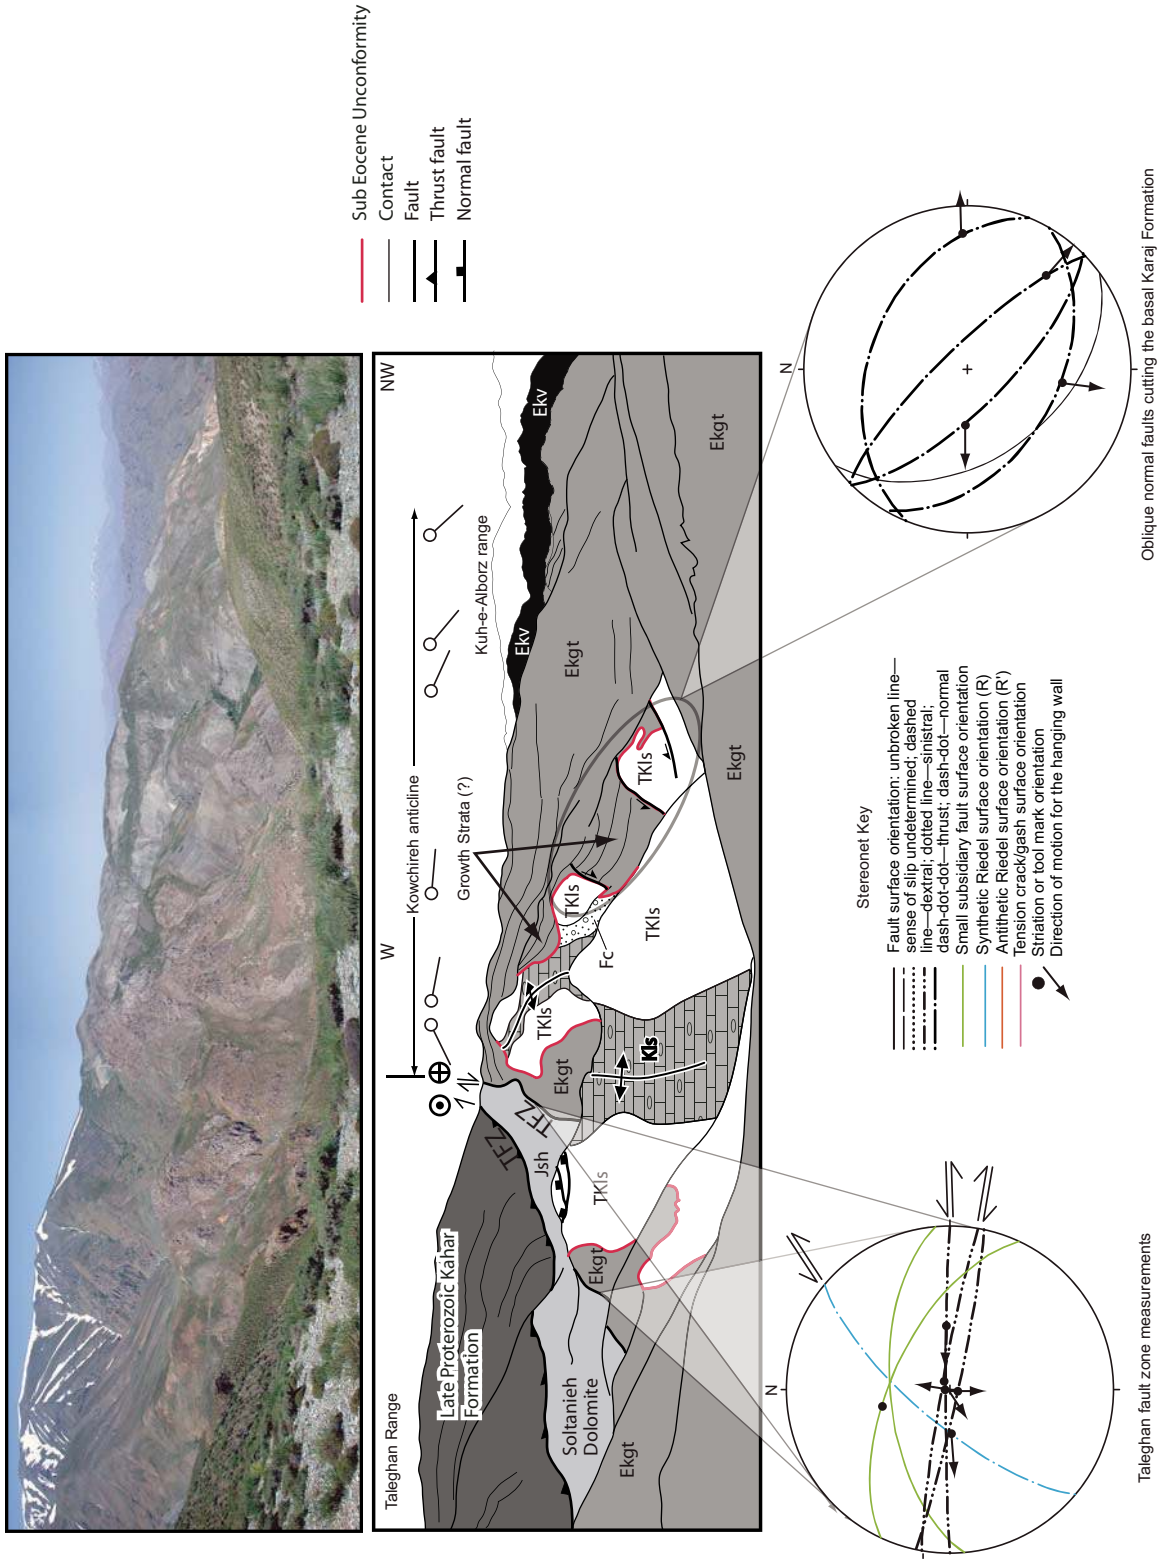 Sub Eocene Unconformity
Contact
Fault
Thrust fault
Normal fault
Taleghan Range
W
NW
Kowchireh anticline
Kuh-e-Alborz range
Growth Strata (?)
Late Proterozoic Kahar
Formation
Soltanieh
Dolomite
TFZ
TFZ
Jsh
Ekgt
Ekgt
TKls
Ekgt
Kls
TKls
Fc
TKls
TKls
TKls
Ekgt
Ekv
Ekv
Ekgt
Ekgt
N
Taleghan fault zone measurements
Stereonet Key
Fault surface orientation: unbroken line—
sense of slip undetermined; dashed
line—dextral; dotted line—sinistral;
dash-dot-dot—thrust; dash-dot—normal
Small subsidiary fault surface orientation
Synthetic Riedel surface orientation (R)
Antithetic Riedel surface orientation (R')
Tension crack/gash surface orientation
Striation or tool mark orientation
Direction of motion for the hanging wall
N
Oblique normal faults cutting the basal Karaj Formation